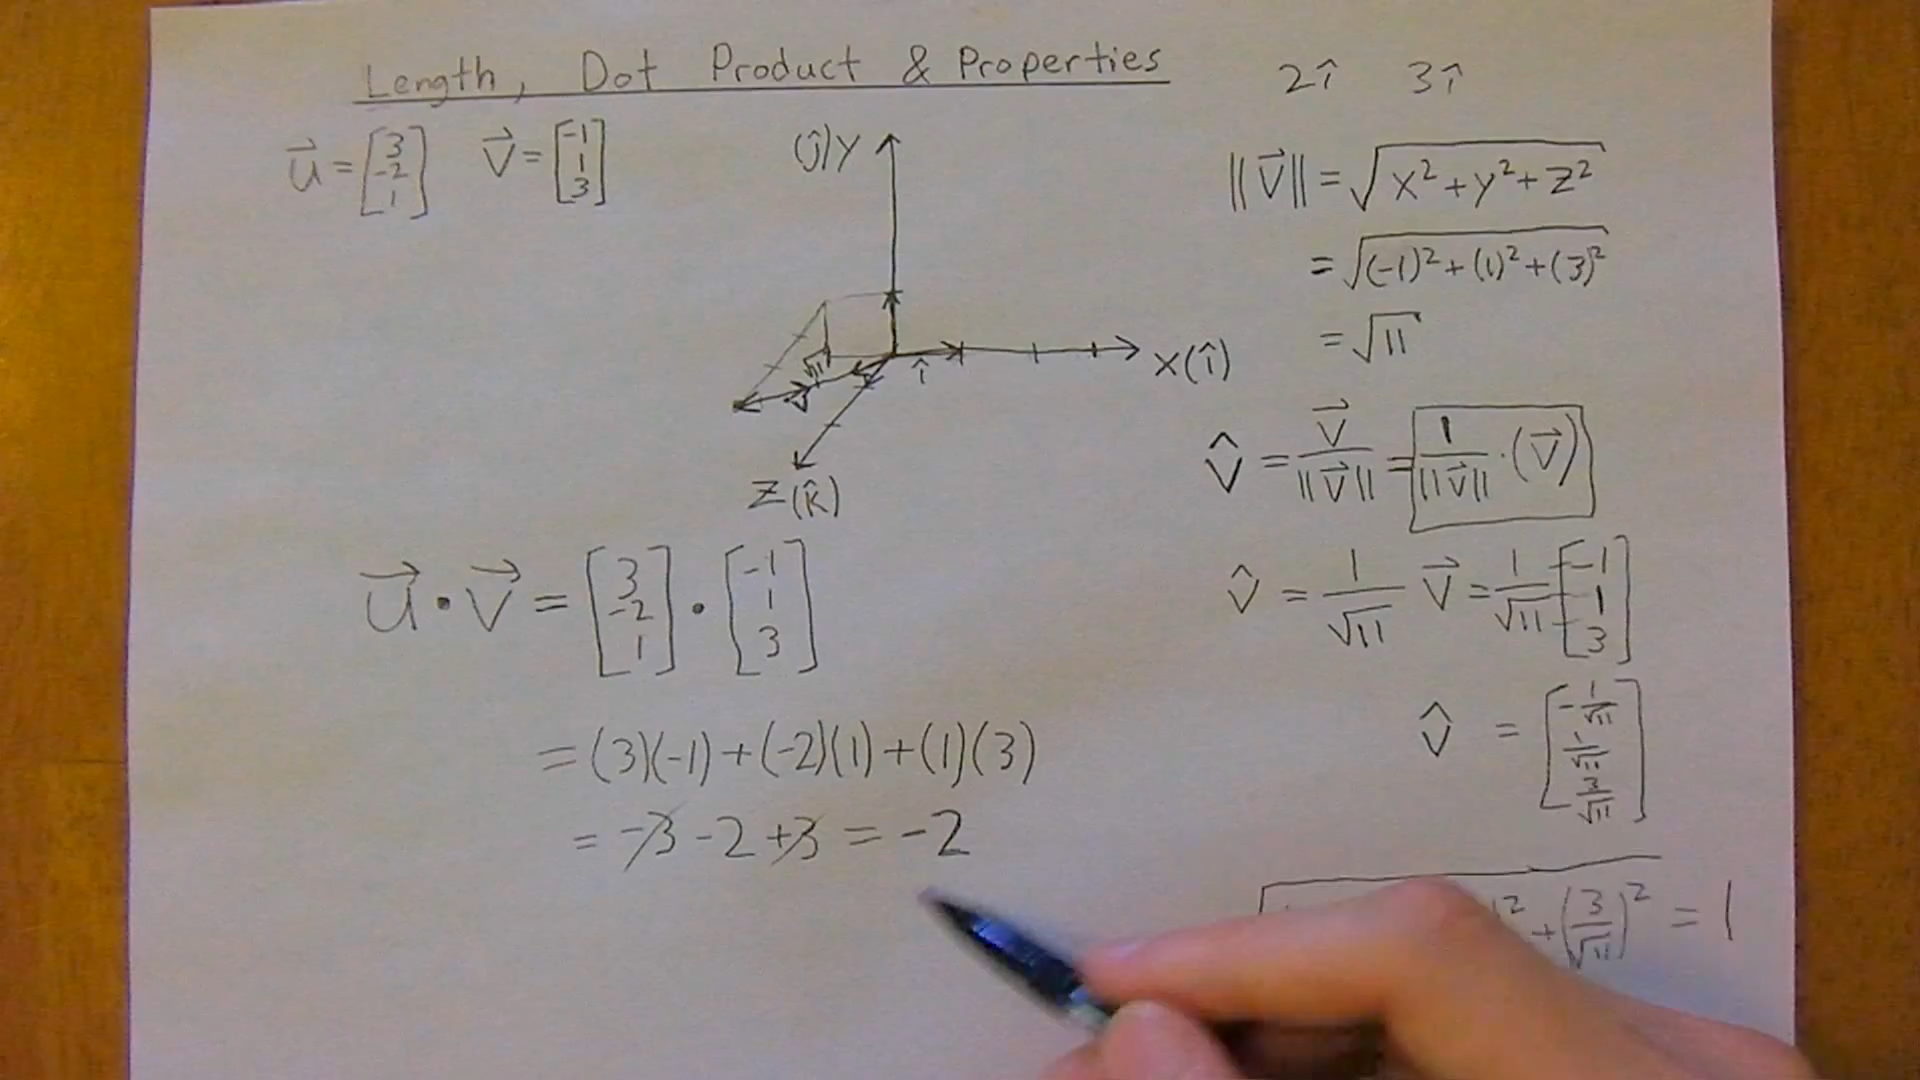 Length, Dot Product & Properties
u⃗ = [3 -2 1] v⃗ = [-1 1 3]
(ĵ)Y
X(î)
î
√11
v̂
Z(k̂)
u⃗ · v⃗ = [3 -2 1] · [-1 1 3]
= (3)(-1) + (-2)(1) + (1)(3)
= -3 - 2 + 3 = -2
2î 3î
||v⃗|| = √(x² + y² + z²)
= √((-1)² + (1)² + (3)²)
= √11
v̂ = v⃗/||v⃗|| = 1/||v⃗|| · (v⃗)
v̂ = 1/√11 v⃗ = 1/√11 [-1 1 3]
v̂ = [-1/√11 1/√11 3/√11]
² + (3/√11)² = 1